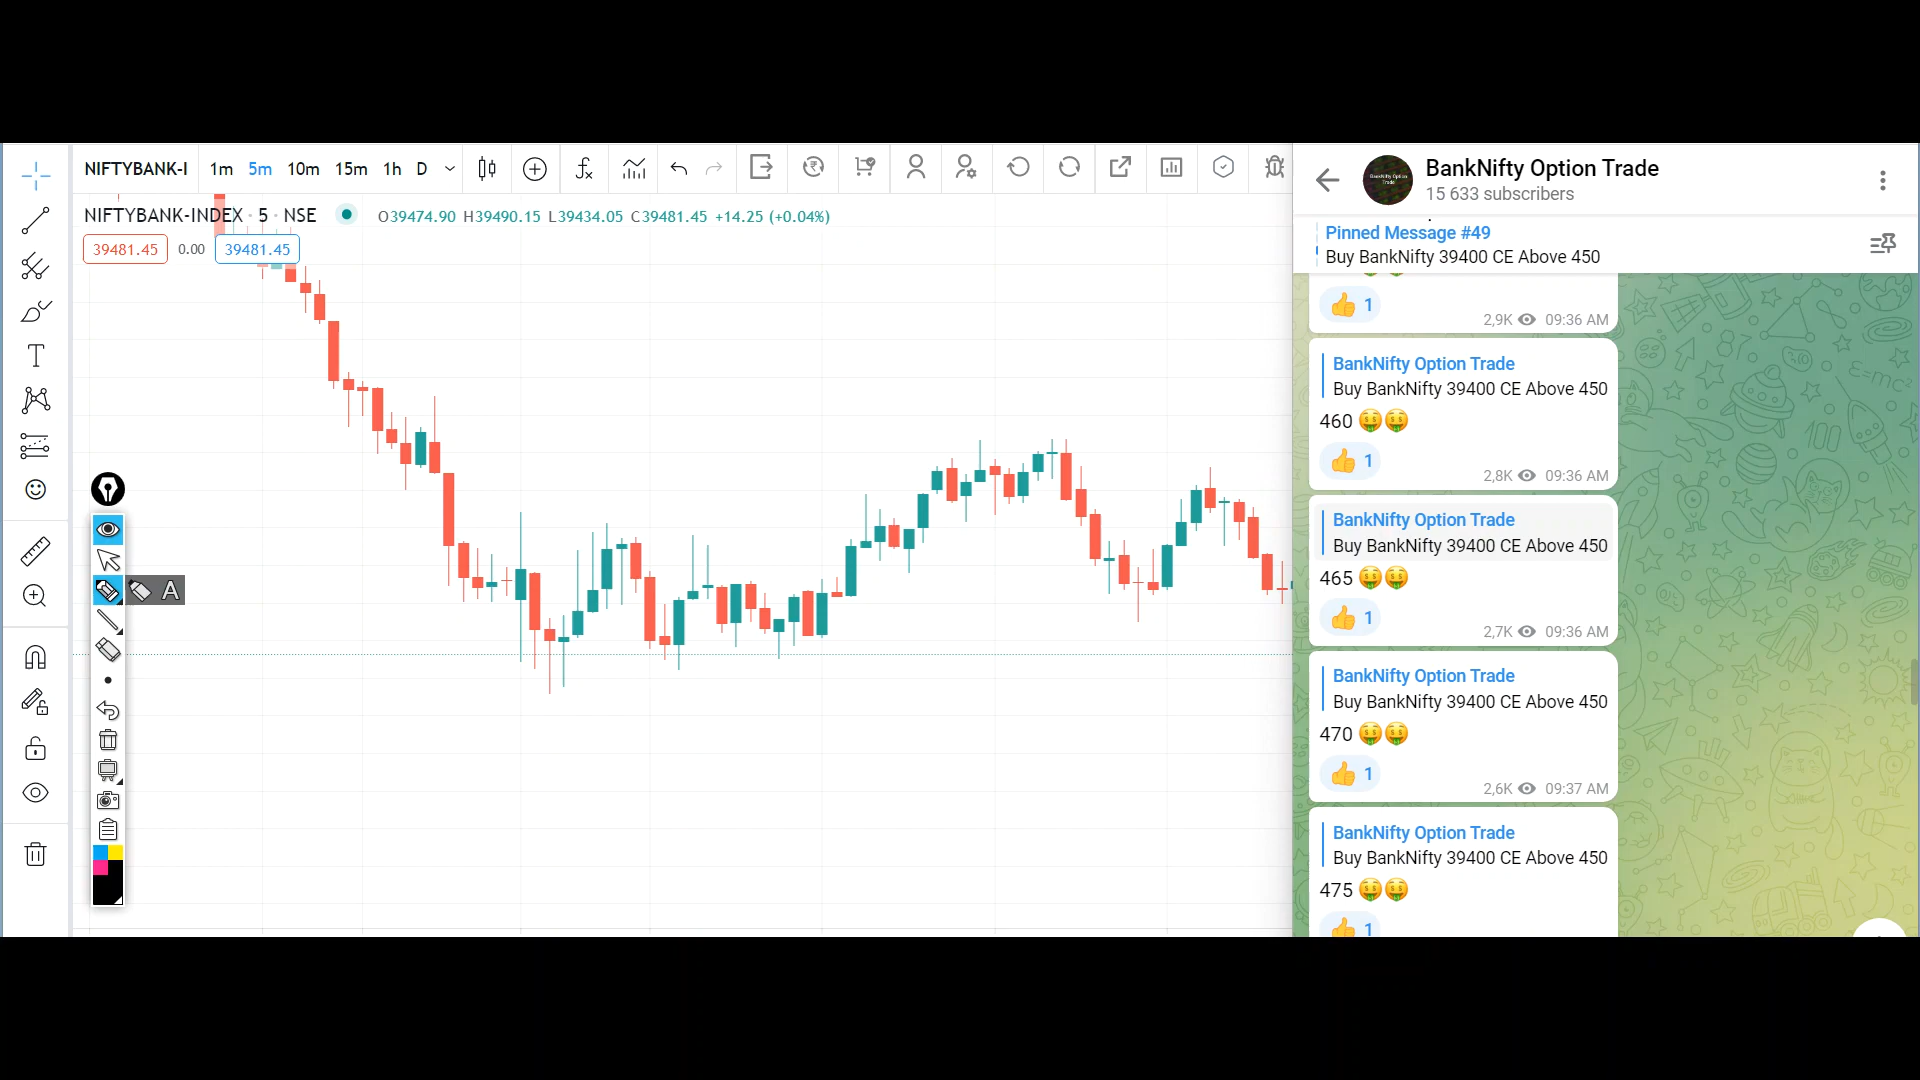 NIFTYBANK-I 1m 5m 10m 15m 1h D
NIFTYBANK-INDEX · 5 · NSE O39474.90 H39490.15 L39434.05 C39481.45 +14.25 (+0.04%)
39481.45 0.00 39481.45
T
A
BankNifty Option Trade
15 633 subscribers
Pinned Message #49
Buy BankNifty 39400 CE Above 450
👍 1
2,9K 09:36 AM
BankNifty Option Trade
Buy BankNifty 39400 CE Above 450
460 🤑🤑
👍 1
2,8K 09:36 AM
BankNifty Option Trade
Buy BankNifty 39400 CE Above 450
465 🤑🤑
👍 1
2,7K 09:36 AM
BankNifty Option Trade
Buy BankNifty 39400 CE Above 450
470 🤑🤑
👍 1
2,6K 09:37 AM
BankNifty Option Trade
Buy BankNifty 39400 CE Above 450
475 🤑🤑
👍 1